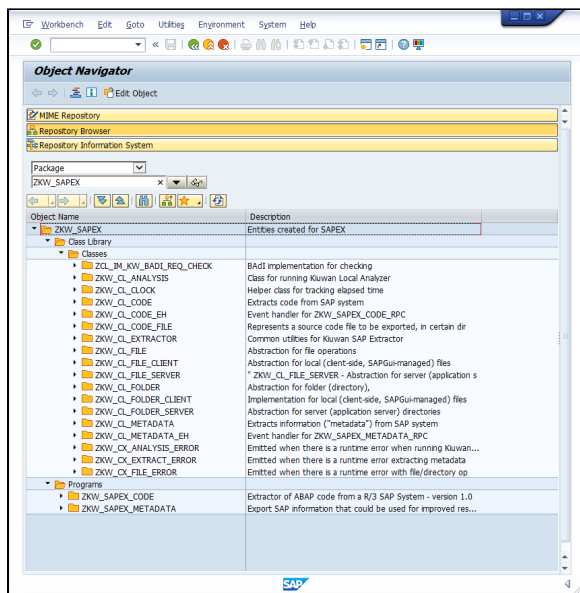 Workbench Edit Goto Utilities Environment System Help
Object Navigator
Edit Object
MIME Repository
Repository Browser
Repository Information System
Package
ZKW_SAPEX
Object Name Description
ZKW_SAPEX Entities created for SAPEX
Class Library
Classes
ZCL_IM_KW_BADI_REQ_CHECK BAdI implementation for checking
ZKW_CL_ANALYSIS Class for running Kiuwan Local Analyzer
ZKW_CL_CLOCK Helper class for tracking elapsed time
ZKW_CL_CODE Extracts code from SAP system
ZKW_CL_CODE_EH Event handler for ZKW_SAPEX_CODE_RPC
ZKW_CL_CODE_FILE Represents a source code file to be exported, in certain dir
ZKW_CL_EXTRACTOR Common utilities for Kiuwan SAP Extractor
ZKW_CL_FILE Abstraction for file operations
ZKW_CL_FILE_CLIENT Abstraction for local (client-side, SAPGui-managed) files
ZKW_CL_FILE_SERVER " ZKW_CL_FILE_SERVER - Abstraction for server (application s
ZKW_CL_FOLDER Abstraction for folder (directory),
ZKW_CL_FOLDER_CLIENT Implementation for local (client-side, SAPGui-managed) files
ZKW_CL_FOLDER_SERVER Abstraction for server (application server) directories
ZKW_CL_METADATA Extracts information ("metadata") from SAP system
ZKW_CL_METADATA_EH Event handler for ZKW_SAPEX_METADATA_RPC
ZKW_CX_ANALYSIS_ERROR Emitted when there is a runtime error when running Kiuwan...
ZKW_CX_EXTRACT_ERROR Emitted when there is a runtime error extracting metadata
ZKW_CX_FILE_ERROR Emitted when there is a runtime error with file/directory op
Programs
ZKW_SAPEX_CODE Extractor of ABAP code from a R/3 SAP System - version 1.0
ZKW_SAPEX_METADATA Export SAP information that could be used for improved res...
SAP